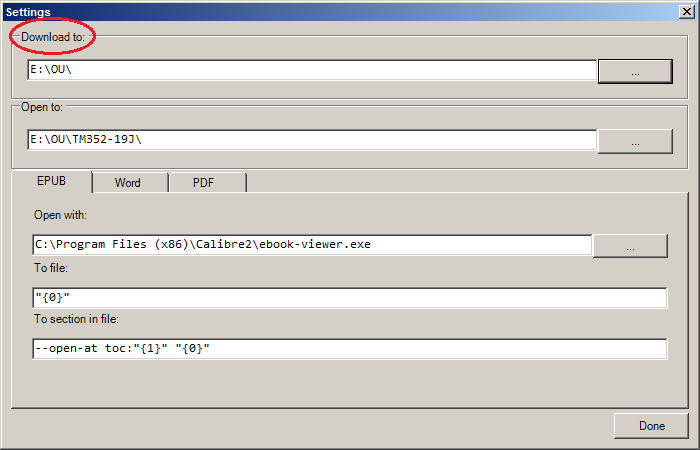 Settings
Download to:
E:\OU\
...
Open to:
E:\OU\TM352-19J\
...
EPUB Word PDF
Open with:
C:\Program Files (x86)\Calibre2\ebook-viewer.exe
...
To file:
"{0}"
To section in file:
--open-at toc:"{1}" "{0}"
Done